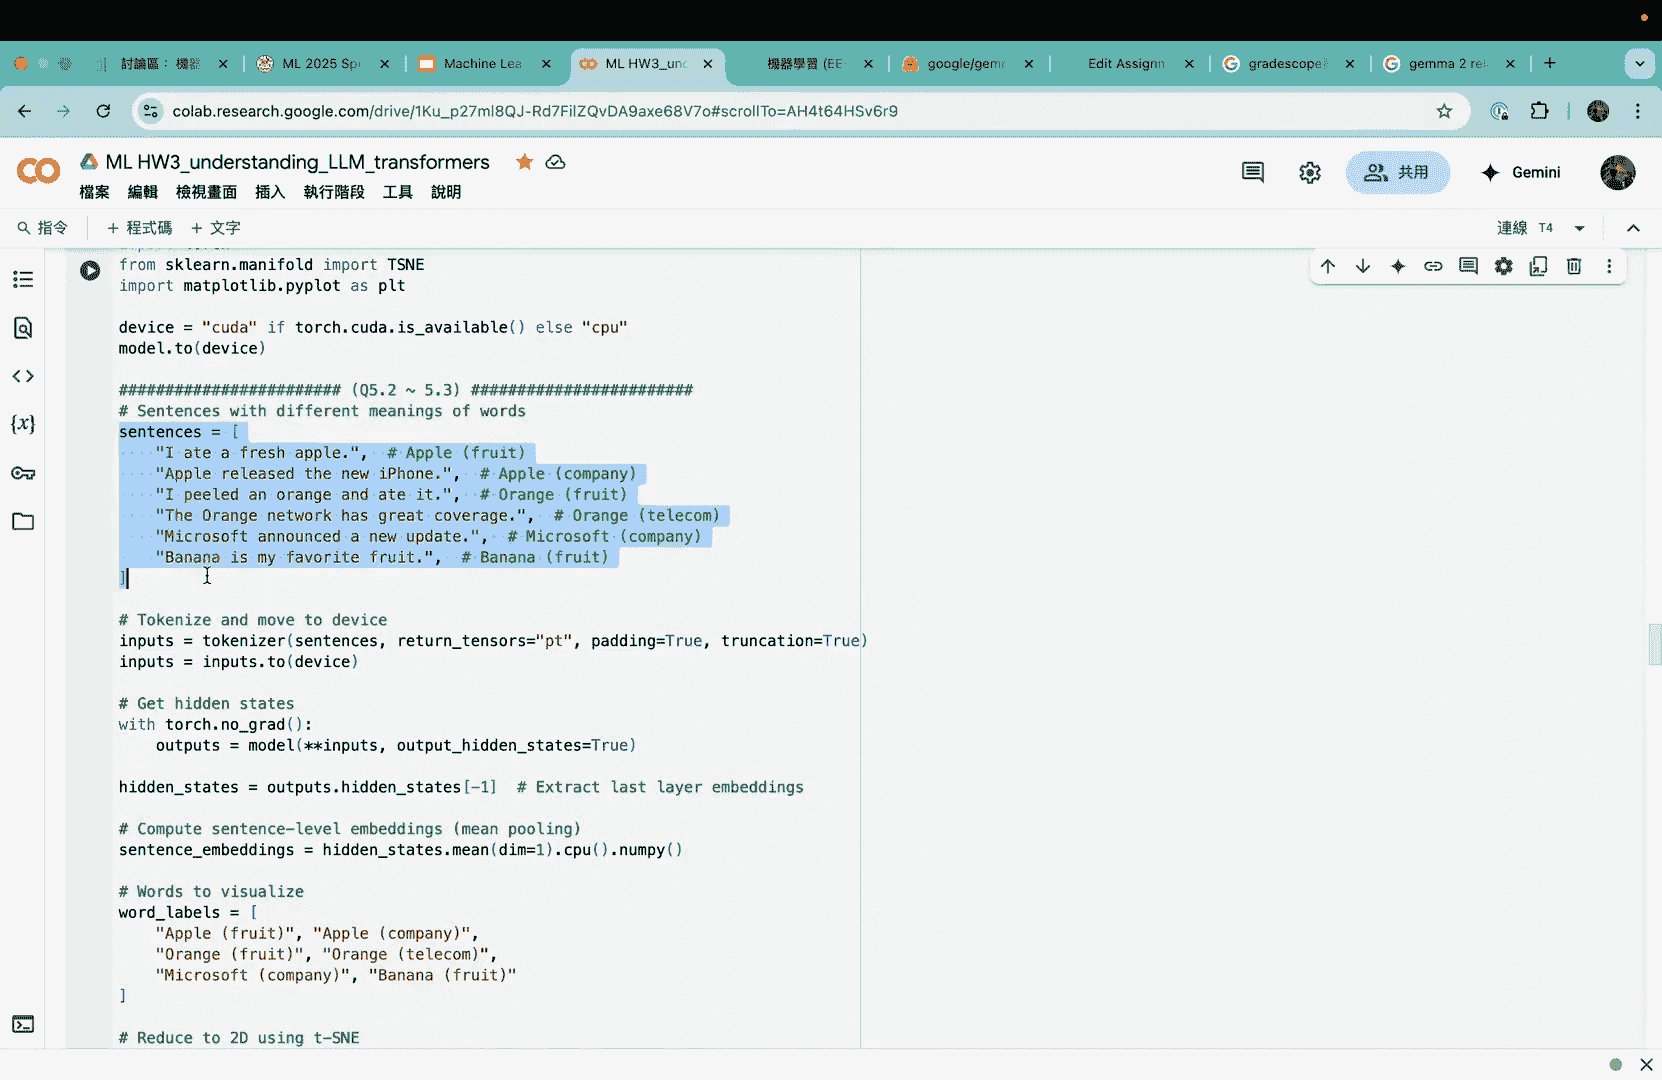 討論區： 機器
ML 2025 Sp
Machine Lea
ML HW3_unc
機器學習 (EE
google/gem
Edit Assignm
gradescope
gemma 2 re
colab.research.google.com/drive/1Ku_p27ml8QJ-Rd7FiIZQvDA9axe68V7o#scrollTo=AH4t64HSv6r9
ML HW3_understanding_LLM_transformers
檔案 編輯 檢視畫面 插入 執行階段 工具 說明
共用
Gemini
指令 + 程式碼 + 文字
連線 T4
from sklearn.manifold import TSNE
import matplotlib.pyplot as plt
device = "cuda" if torch.cuda.is_available() else "cpu"
model.to(device)
######################## (Q5.2 ~ 5.3) ########################
# Sentences with different meanings of words
sentences = [
"I ate a fresh apple.", # Apple (fruit)
"Apple released the new iPhone.", # Apple (company)
"I peeled an orange and ate it.", # Orange (fruit)
"The Orange network has great coverage.", # Orange (telecom)
"Microsoft announced a new update.", # Microsoft (company)
"Banana is my favorite fruit.", # Banana (fruit)
]
# Tokenize and move to device
inputs = tokenizer(sentences, return_tensors="pt", padding=True, truncation=True)
inputs = inputs.to(device)
# Get hidden states
with torch.no_grad():
outputs = model(**inputs, output_hidden_states=True)
hidden_states = outputs.hidden_states[-1] # Extract last layer embeddings
# Compute sentence-level embeddings (mean pooling)
sentence_embeddings = hidden_states.mean(dim=1).cpu().numpy()
# Words to visualize
word_labels = [
"Apple (fruit)", "Apple (company)",
"Orange (fruit)", "Orange (telecom)",
"Microsoft (company)", "Banana (fruit)"
]
# Reduce to 2D using t-SNE